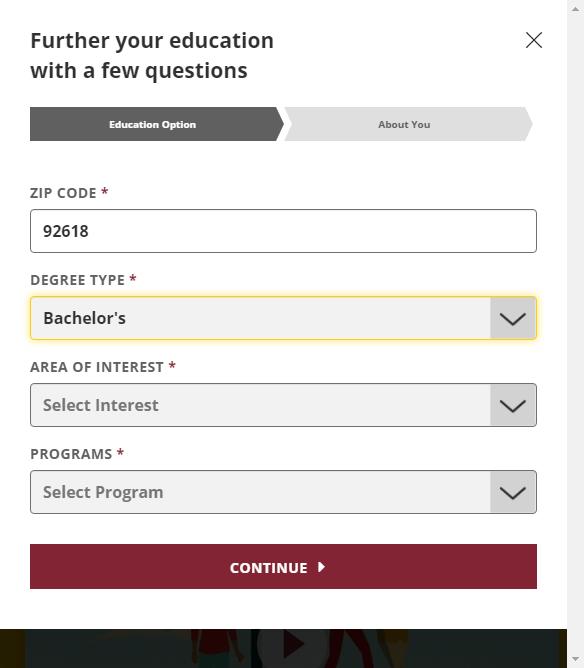 Further your education
with a few questions
Education Option
About You
ZIP CODE *
92618
DEGREE TYPE *
Bachelor's
AREA OF INTEREST *
Select Interest
PROGRAMS *
Select Program
CONTINUE